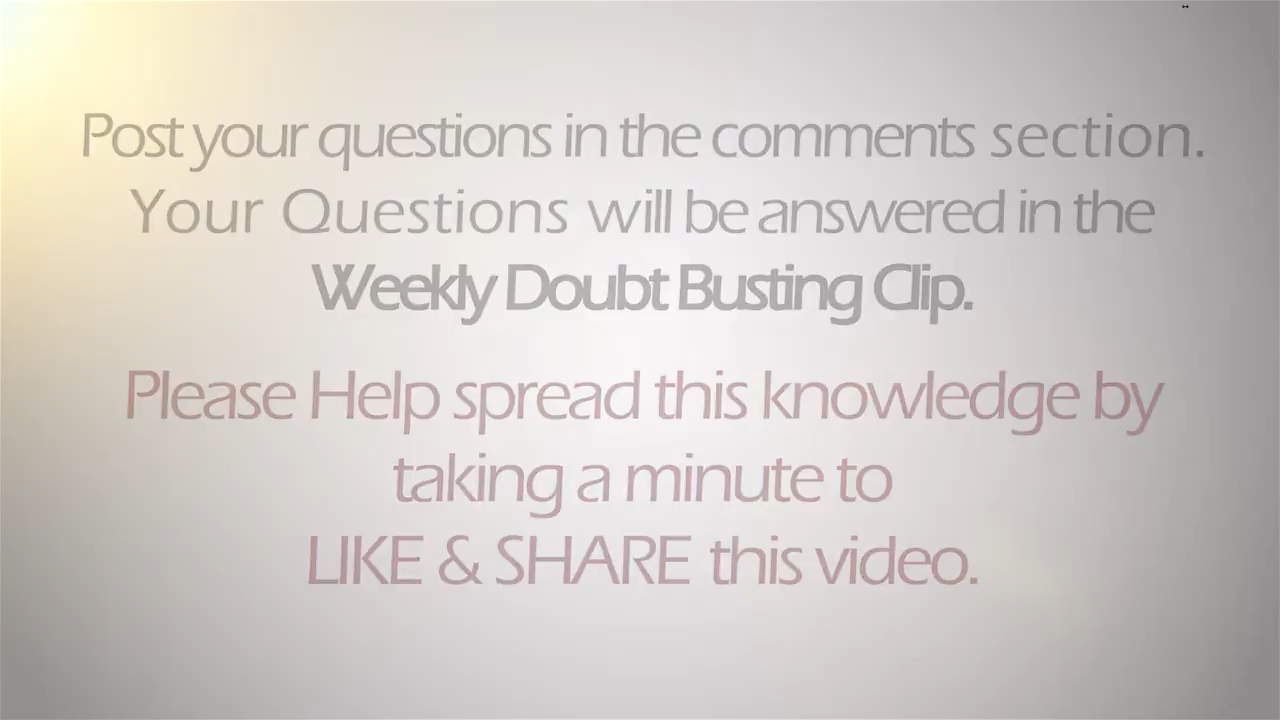 Post your questions in the comments section.
Your Questions will be answered in the
Weekly Doubt Busting Clip.
Please Help spread this knowledge by
taking a minute to
LIKE & SHARE this video.